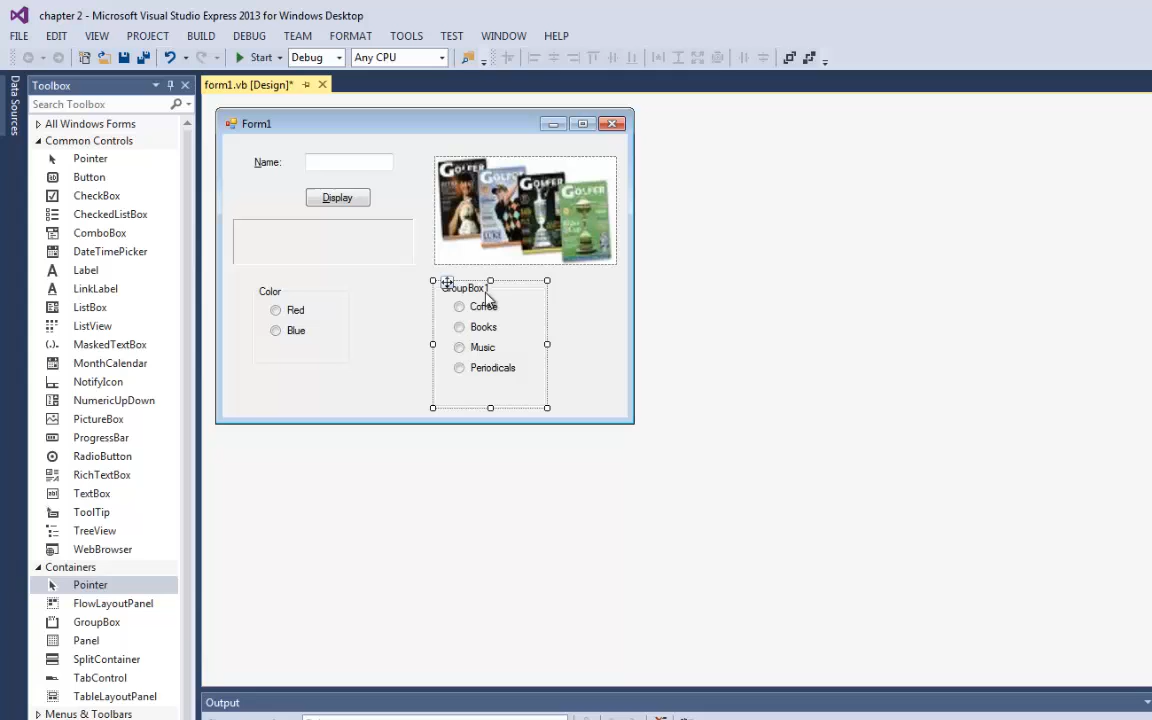 chapter 2 - Microsoft Visual Studio Express 2013 for Windows Desktop
FILE EDIT VIEW PROJECT BUILD DEBUG TEAM FORMAT TOOLS TEST WINDOW HELP
Start Debug Any CPU
Data Sources
Toolbox
form1.vb [Design]*
Search Toolbox
All Windows Forms
Common Controls
Pointer
Button
CheckBox
CheckedListBox
ComboBox
DateTimePicker
Label
LinkLabel
ListBox
ListView
MaskedTextBox
MonthCalendar
NotifyIcon
NumericUpDown
PictureBox
ProgressBar
RadioButton
RichTextBox
TextBox
ToolTip
TreeView
WebBrowser
Containers
Pointer
FlowLayoutPanel
GroupBox
Panel
SplitContainer
TabControl
TableLayoutPanel
Menus & Toolbars
Form1
Name:
Display
GOLFER
GOLFER
GOLFER
GOLFER
Color
Red
Blue
GroupBox1
Coffee
Books
Music
Periodicals
Output